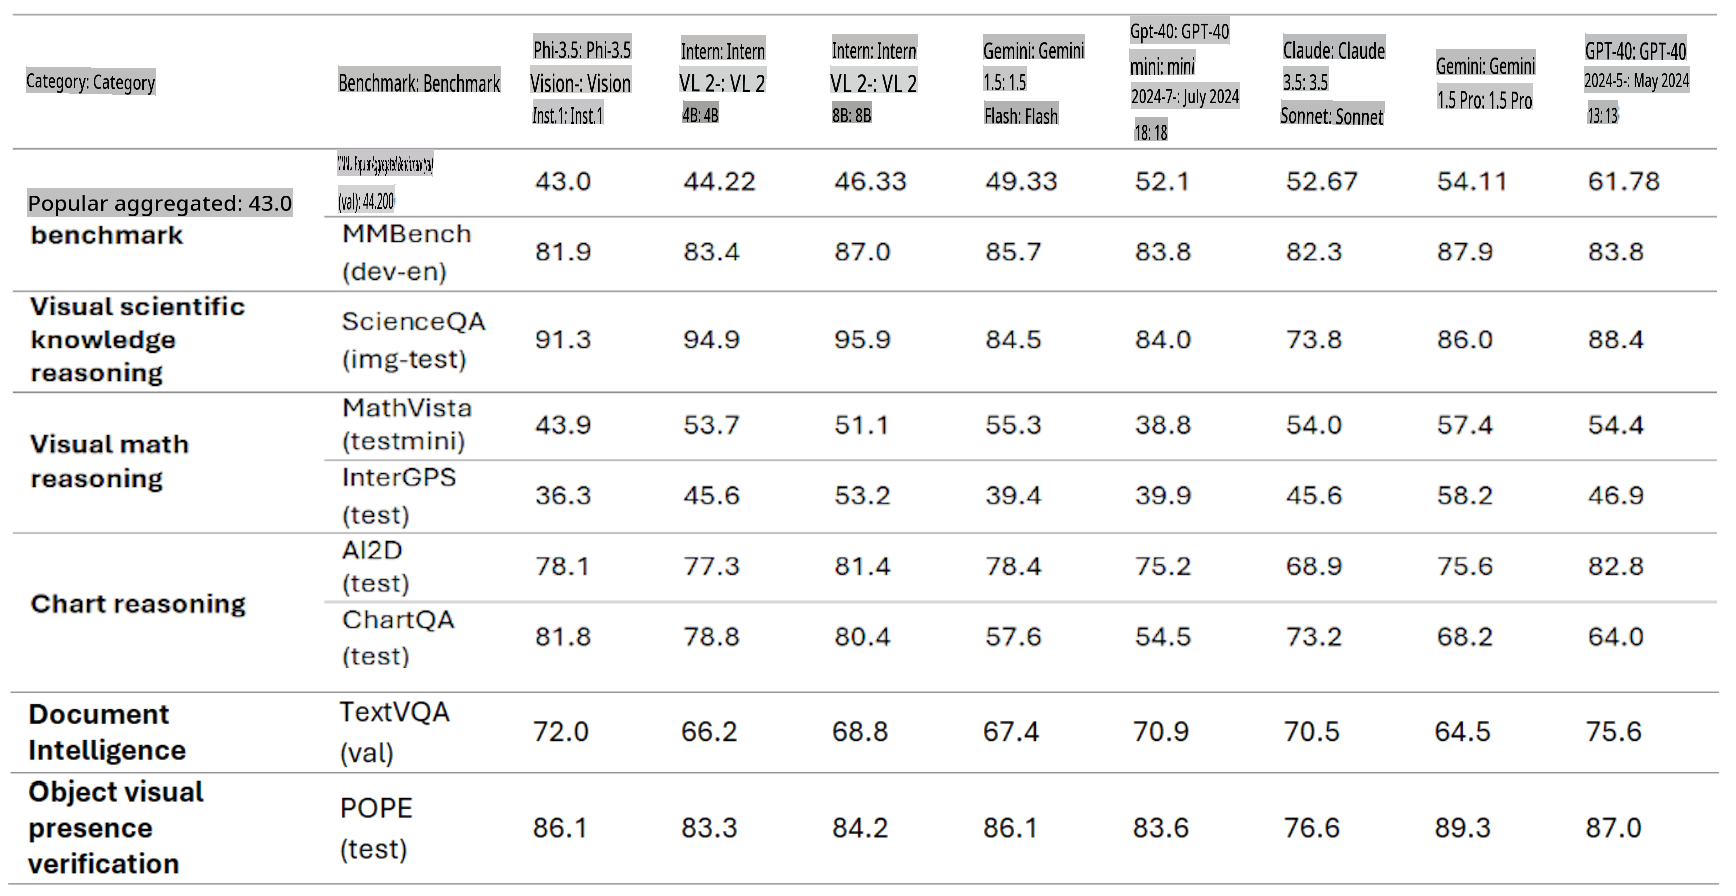 Category: Category
Benchmark: Benchmark
Phi-3.5: Phi-3.5
Vision-: Vision
Inst.1: Inst.1
Intern: Intern
VL 2-: VL 2
4B: 4B
Intern: Intern
VL 2-: VL 2
8B: 8B
Gemini: Gemini
1.5: 1.5
Flash: Flash
Gpt-40: GPT-40
mini: mini
2024-7-: July 2024
18: 18
Claude: Claude
3.5: 3.5
Sonnet: Sonnet
Gemini: Gemini
1.5 Pro: 1.5 Pro
GPT-40: GPT-40
2024-5-: May 2024
13: 13
Popular aggregated: 43.0
benchmark
(val): 44.200
43.0 44.22 46.33 49.33 52.1 52.67 54.11 61.78
MMBench
(dev-en)
81.9 83.4 87.0 85.7 83.8 82.3 87.9 83.8
Visual scientific
knowledge
reasoning
ScienceQA
(img-test)
91.3 94.9 95.9 84.5 84.0 73.8 86.0 88.4
Visual math
reasoning
MathVista
(testmini)
43.9 53.7 51.1 55.3 38.8 54.0 57.4 54.4
InterGPS
(test)
36.3 45.6 53.2 39.4 39.9 45.6 58.2 46.9
Chart reasoning
AI2D
(test)
78.1 77.3 81.4 78.4 75.2 68.9 75.6 82.8
ChartQA
(test)
81.8 78.8 80.4 57.6 54.5 73.2 68.2 64.0
Document
Intelligence
TextVQA
(val)
72.0 66.2 68.8 67.4 70.9 70.5 64.5 75.6
Object visual
presence
verification
POPE
(test)
86.1 83.3 84.2 86.1 83.6 76.6 89.3 87.0